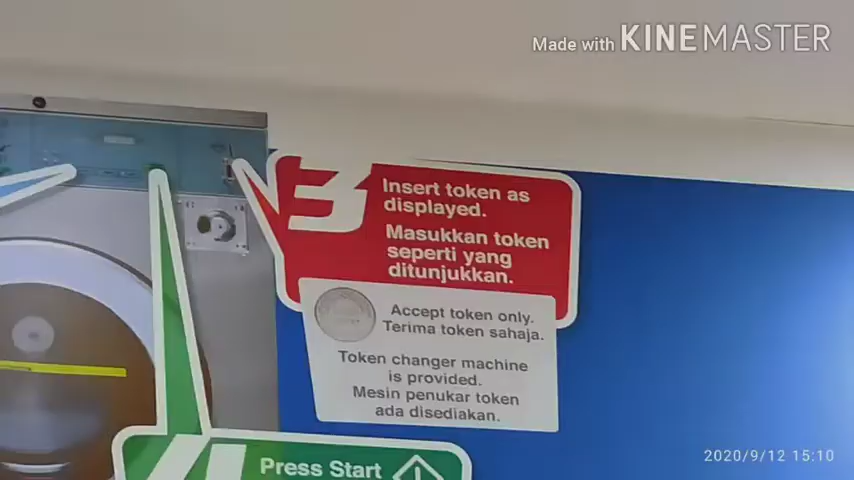 Made with KINEMASTER
3
Insert token as
displayed.
Masukkan token
seperti yang
ditunjukkan.
Accept token only.
Terima token sahaja.
Token changer machine
is provided.
Mesin penukar token
ada disediakan.
Press Start
2020/9/12 15:10